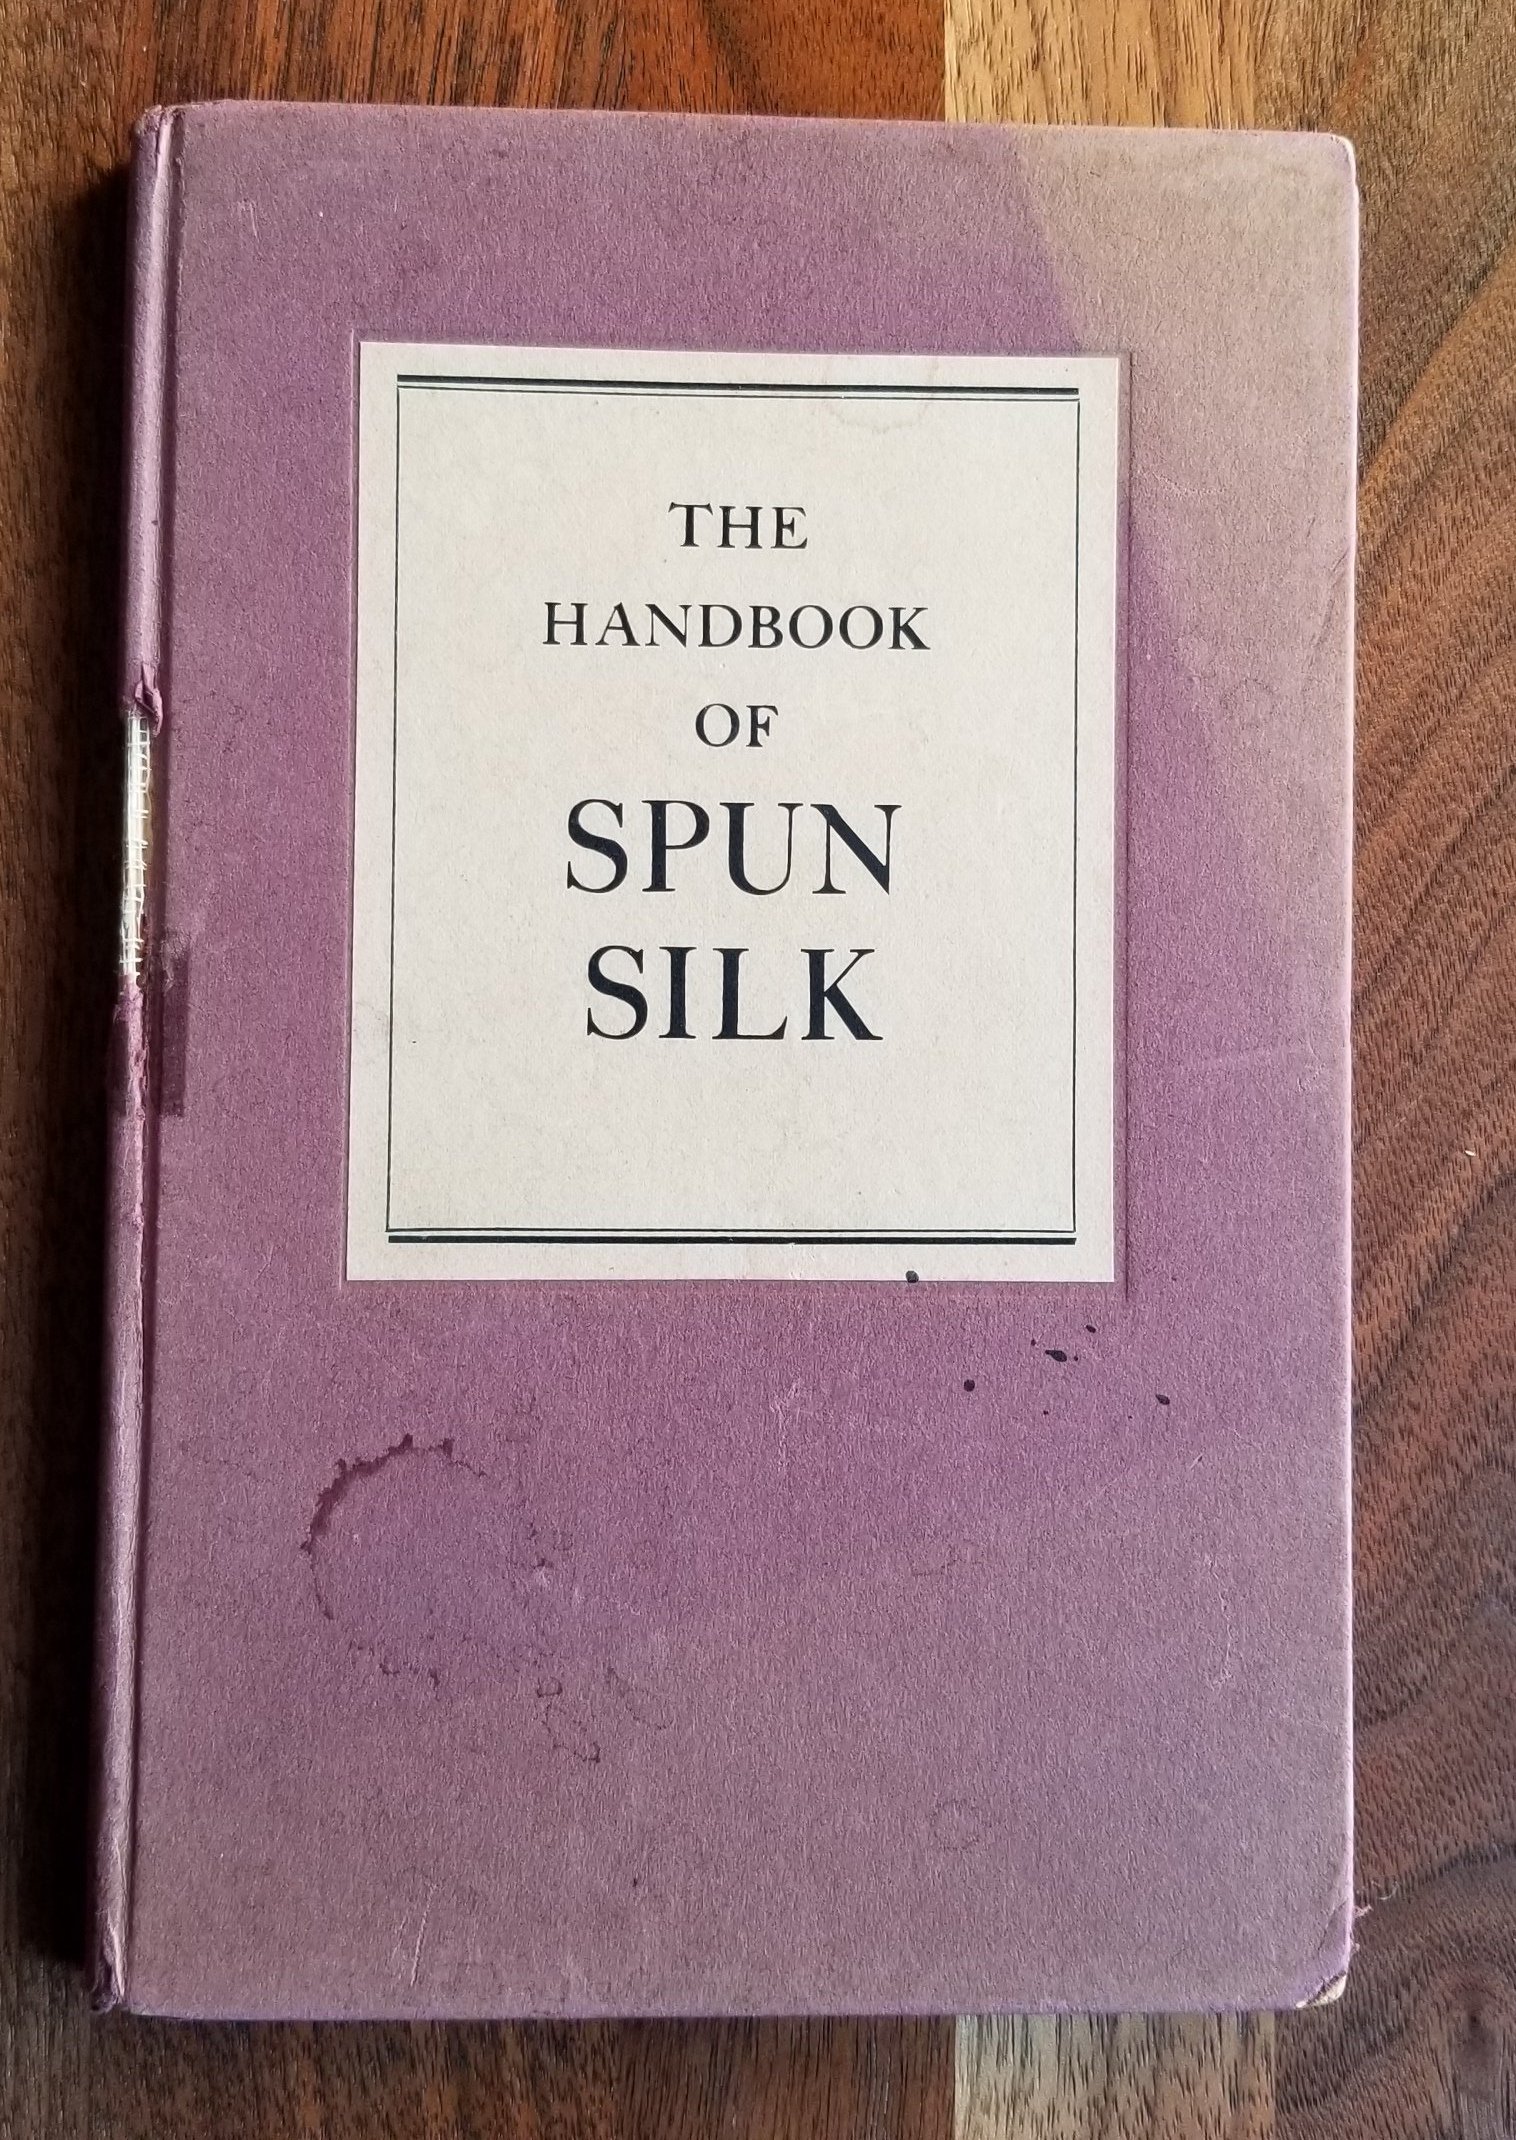 THE
HANDBOOK
OF
SPUN
SILK